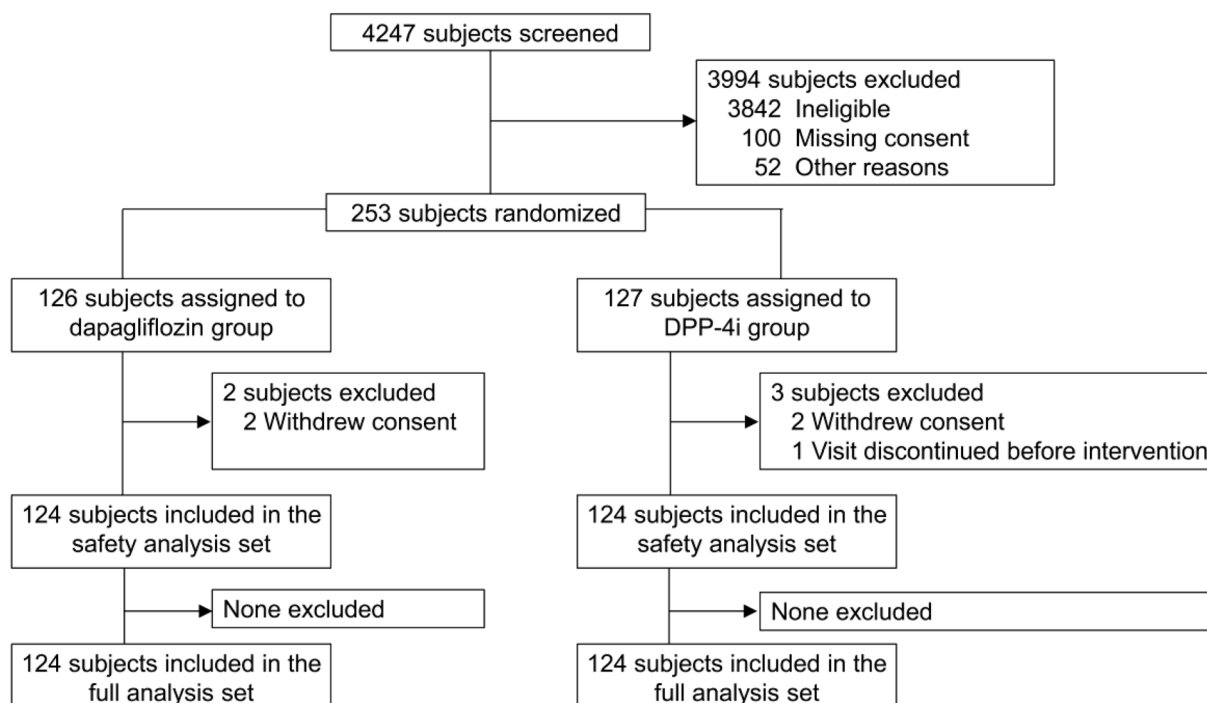 4247 subjects screened
3994 subjects excluded
3842 Ineligible
100 Missing consent
52 Other reasons
253 subjects randomized
126 subjects assigned to
dapagliflozin group
127 subjects assigned to
DPP-4i group
2 subjects excluded
2 Withdrew consent
3 subjects excluded
2 Withdrew consent
1 Visit discontinued before intervention
124 subjects included in the
safety analysis set
124 subjects included in the
safety analysis set
None excluded
None excluded
124 subjects included in the
full analysis set
124 subjects included in the
full analysis set